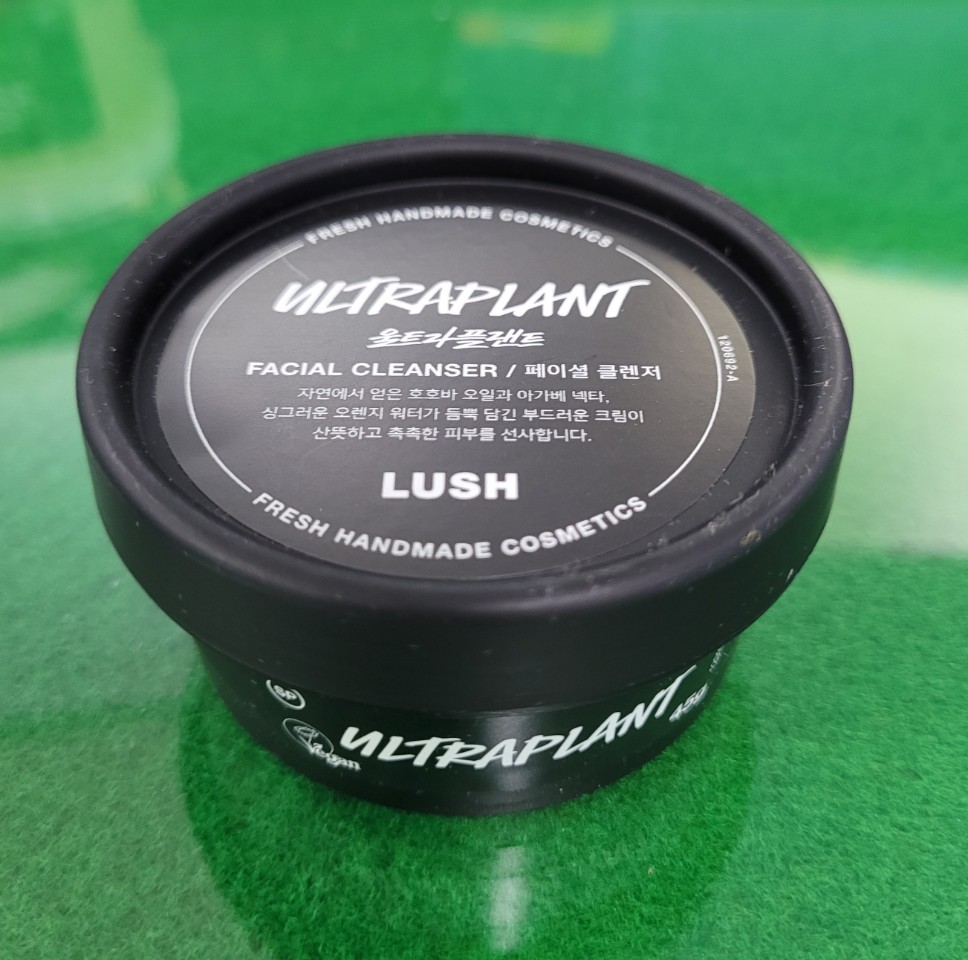 FRESH HANDMADE COSMETICS
ULTRAPLANT
울트라플랜트
FACIAL CLEANSER / 페이셜 클렌저
자연에서 얻은 호호바 오일과 아가베 넥타,
싱그러운 오렌지 워터가 듬뿍 담긴 부드러운 크림이
산뜻하고 촉촉한 피부를 선사합니다.
LUSH
FRESH HANDMADE COSMETICS
120692-A
SP
Vegan
ULTRAPLANT
45g